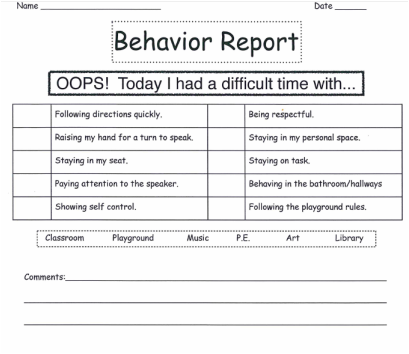 Name ____________________ Date ______
Behavior Report
OOPS! Today I had a difficult time with...
Following directions quickly. Being respectful.
Raising my hand for a turn to speak. Staying in my personal space.
Staying in my seat. Staying on task.
Paying attention to the speaker. Behaving in the bathroom/hallways
Showing self control. Following the playground rules.
Classroom Playground Music P.E. Art Library
Comments:____________________